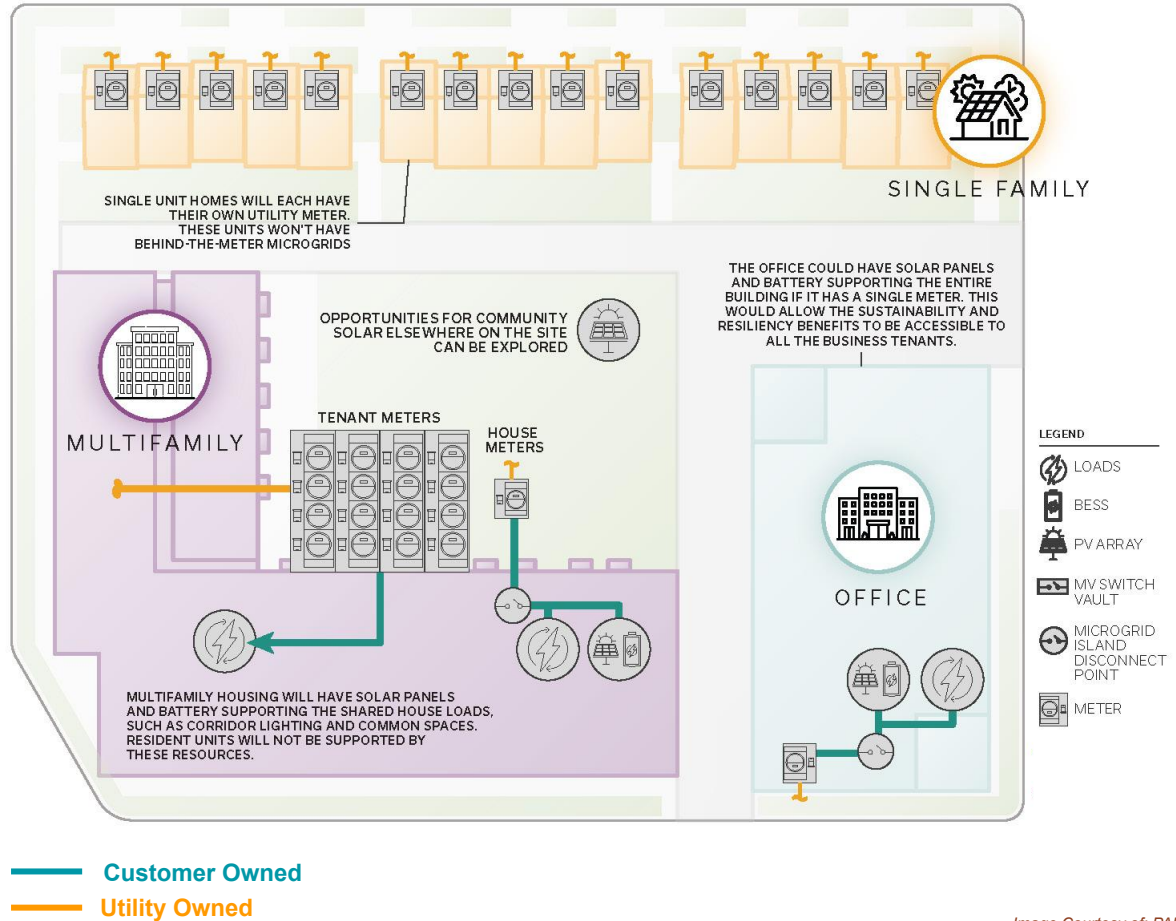 SINGLE FAMILY
SINGLE UNIT HOMES WILL EACH HAVE
THEIR OWN UTILITY METER.
THESE UNITS WON'T HAVE
BEHIND-THE-METER MICROGRIDS
THE OFFICE COULD HAVE SOLAR PANELS
AND BATTERY SUPPORTING THE ENTIRE
BUILDING IF IT HAS A SINGLE METER. THIS
WOULD ALLOW THE SUSTAINABILITY AND
RESILIENCY BENEFITS TO BE ACCESSIBLE TO
ALL THE BUSINESS TENANTS.
OPPORTUNITIES FOR COMMUNITY
SOLAR ELSEWHERE ON THE SITE
CAN BE EXPLORED
MULTIFAMILY
TENANT METERS
HOUSE
METERS
OFFICE
MULTIFAMILY HOUSING WILL HAVE SOLAR PANELS
AND BATTERY SUPPORTING THE SHARED HOUSE LOADS,
SUCH AS CORRIDOR LIGHTING AND COMMON SPACES.
RESIDENT UNITS WILL NOT BE SUPPORTED BY
THESE RESOURCES.
LEGEND
LOADS
BESS
PV ARRAY
MV SWITCH
VAULT
MICROGRID
ISLAND
DISCONNECT
POINT
METER
Customer Owned
Utility Owned